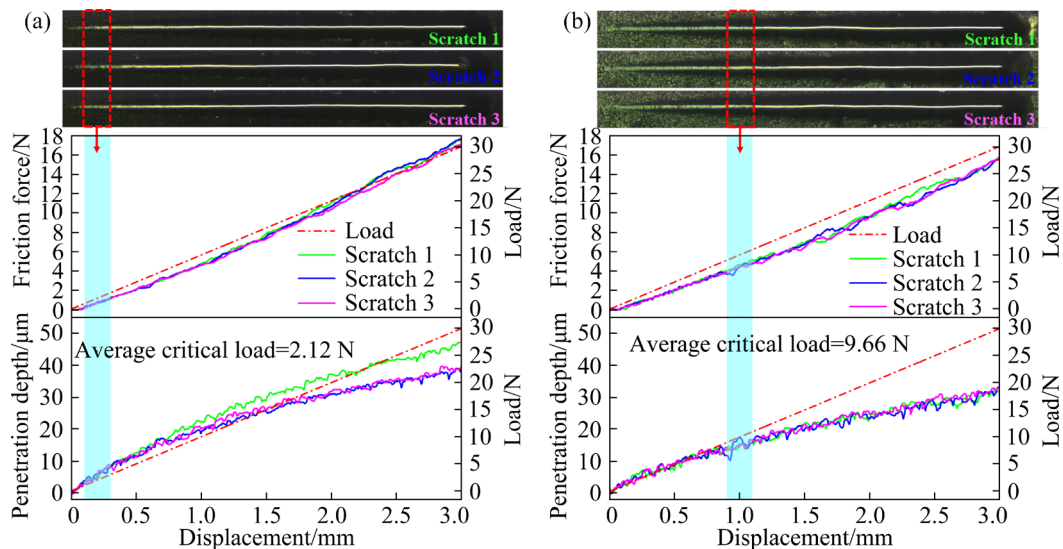 (a)
Scratch 1
Scratch 2
Scratch 3
Friction force/N
18
16
14
12
10
8
6
4
2
0
Load
Scratch 1
Scratch 2
Scratch 3
30
25
20
15
10
5
0
Load/N
Penetration depth/μm
50
40
30
20
10
0
Average critical load=2.12 N
30
25
20
15
10
5
0
Load/N
0 0.5 1.0 1.5 2.0 2.5 3.0
Displacement/mm
(b)
Scratch 1
Scratch 2
Scratch 3
Friction force/N
18
16
14
12
10
8
6
4
2
0
Load
Scratch 1
Scratch 2
Scratch 3
30
25
20
15
10
5
0
Load/N
Penetration depth/μm
50
40
30
20
10
0
Average critical load=9.66 N
30
25
20
15
10
5
0
Load/N
0 0.5 1.0 1.5 2.0 2.5 3.0
Displacement/mm